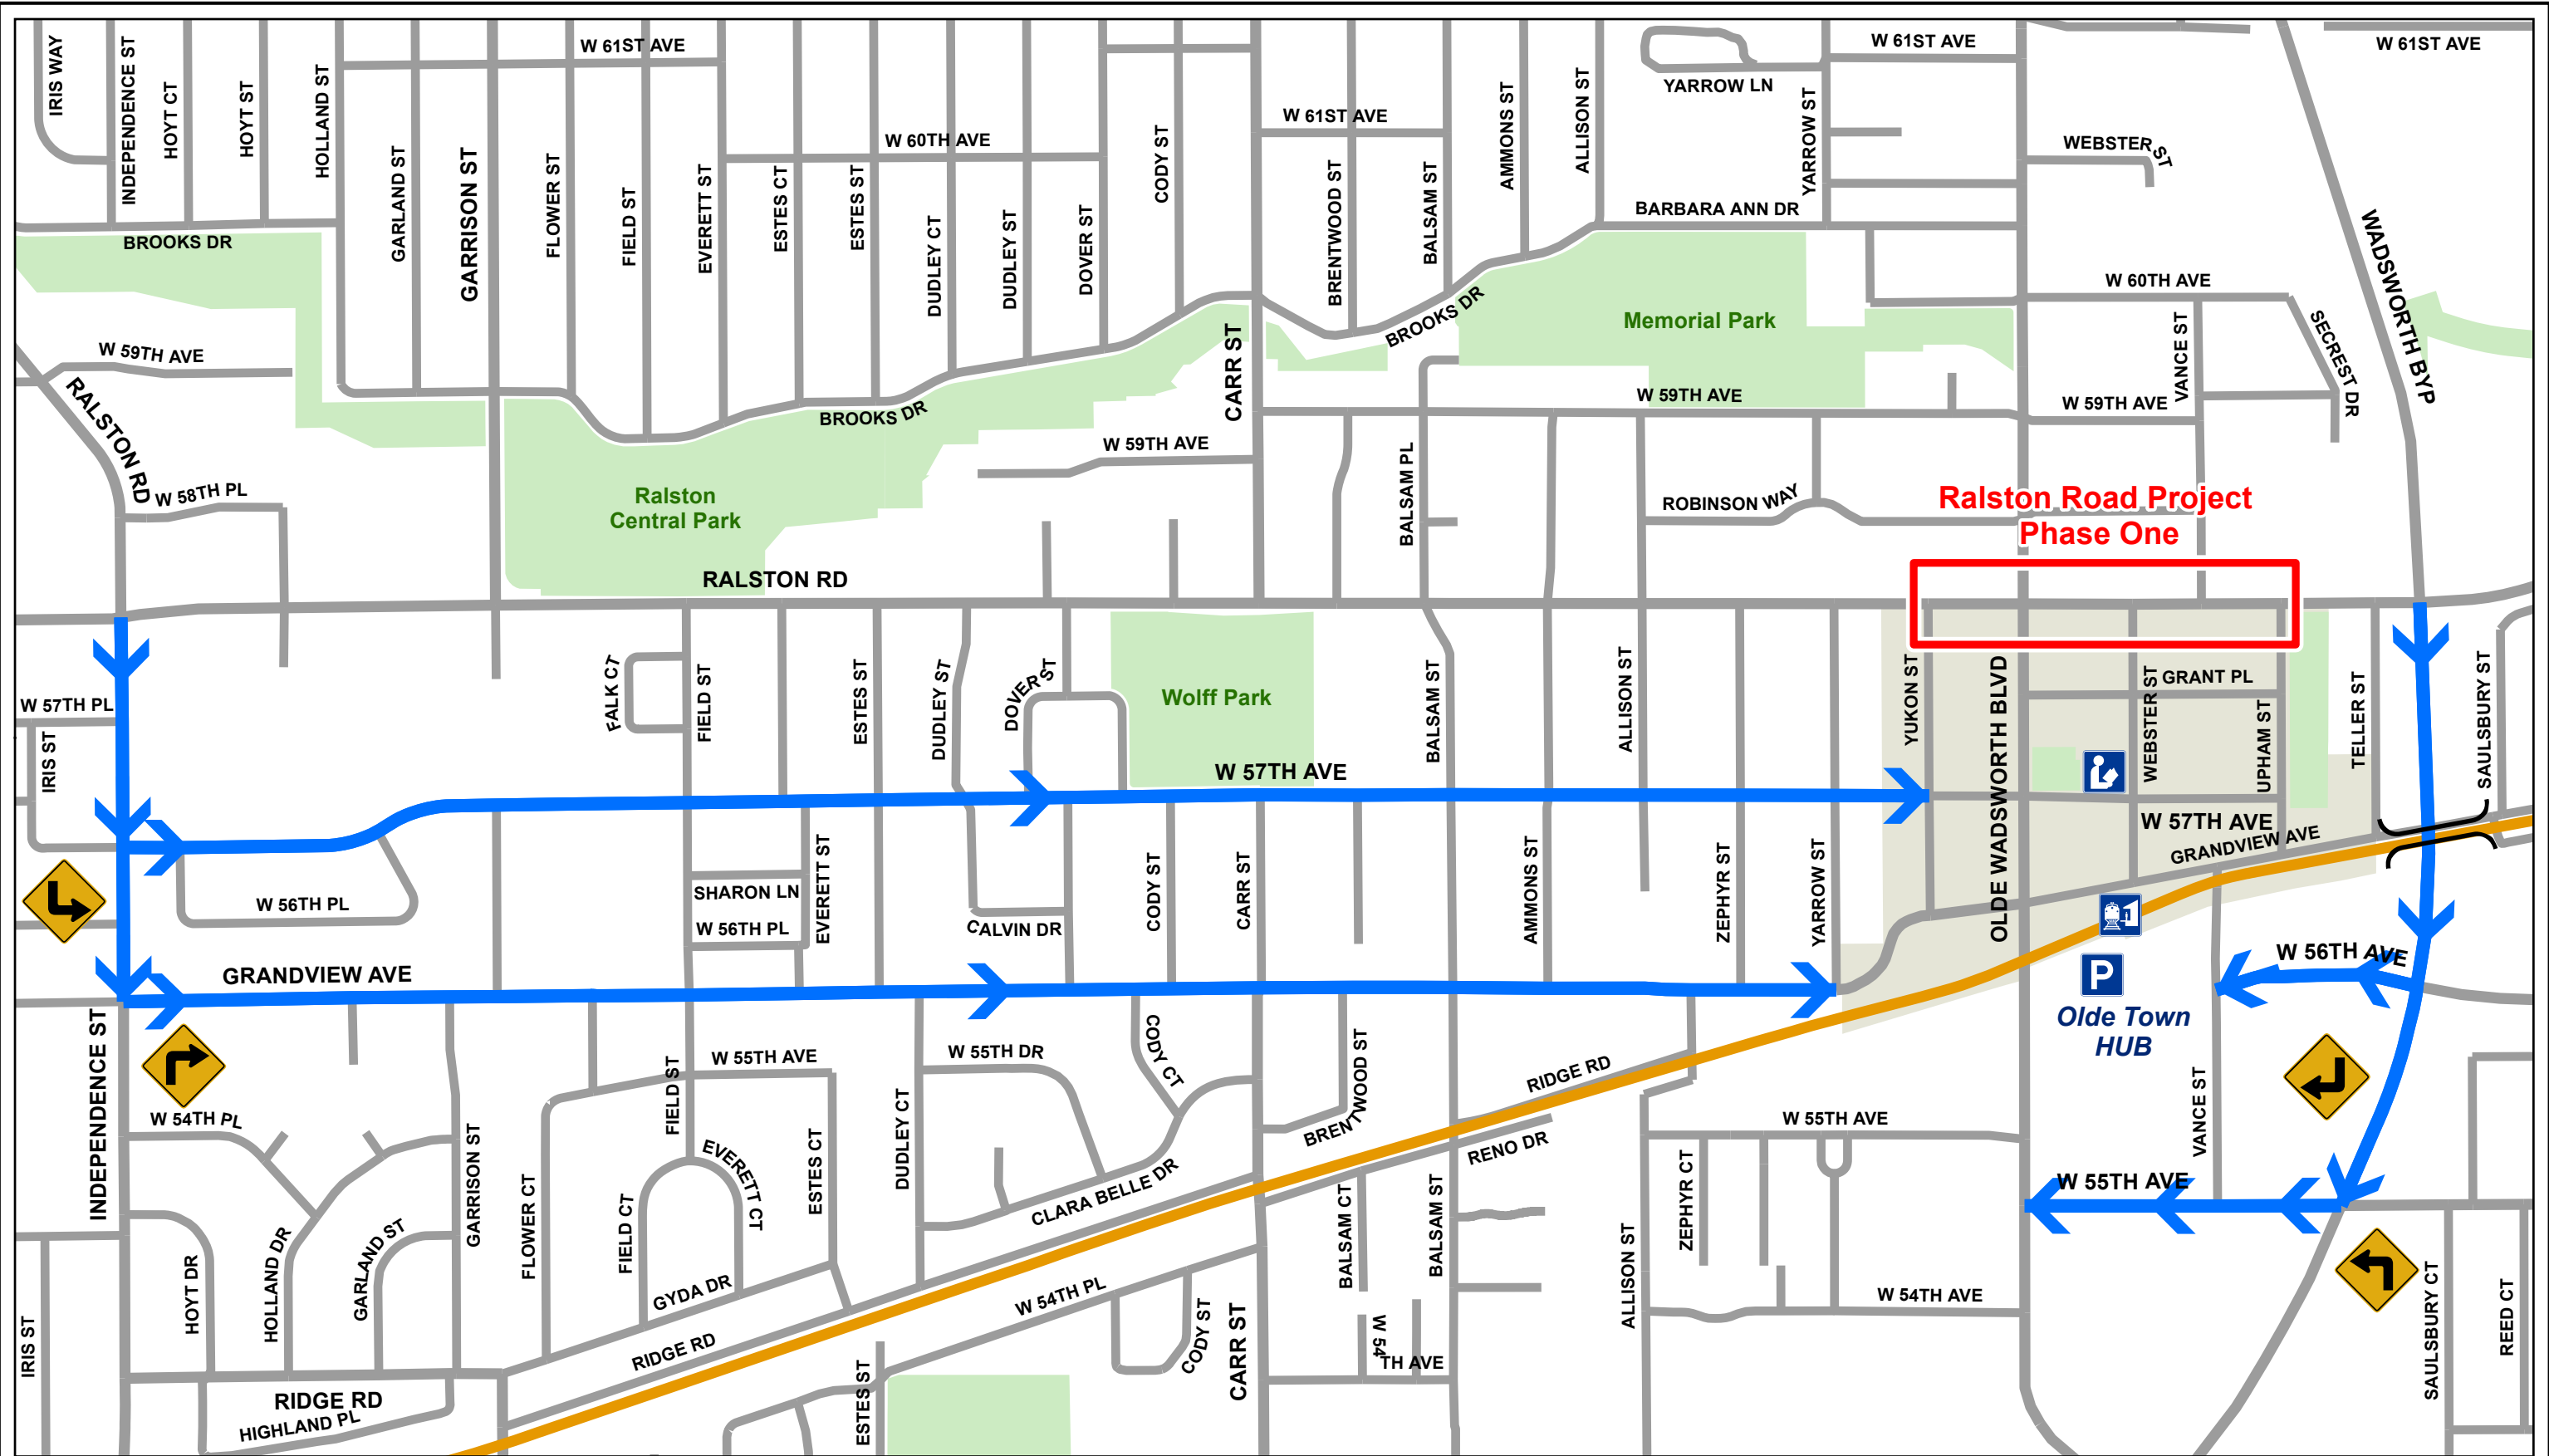 IRIS WAY
INDEPENDENCE ST
HOYT CT
HOYT ST
HOLLAND ST
GARLAND ST
GARRISON ST
FLOWER ST
FIELD ST
W 61ST AVE
EVERETT ST
ESTES CT
ESTES ST
W 60TH AVE
DUDLEY CT
DUDLEY ST
DOVER ST
CODY ST
W 61ST AVE
BRENTWOOD ST
BALSAM ST
AMMONS ST
ALLISON ST
YARROW LN
YARROW ST
W 61ST AVE
WEBSTER ST
W 61ST AVE
BARBARA ANN DR
WADSWORTH BYP
BROOKS DR
BROOKS DR
Memorial Park
W 60TH AVE
VANCE ST
SECREST DR
W 59TH AVE
RALSTON RD
W 58TH PL
BROOKS DR
CARR ST
W 59TH AVE
W 59TH AVE
W 59TH AVE
BALSAM PL
ROBINSON WAY
Ralston
Central Park
Ralston Road Project
Phase One
RALSTON RD
W 57TH PL
IRIS ST
FALK CT
FIELD ST
ESTES ST
DUDLEY ST
DOVER ST
Wolff Park
BALSAM ST
ALLISON ST
YUKON ST
OLDE WADSWORTH BLVD
GRANT PL
WEBSTER ST
UPHAM ST
TELLER ST
SAULSBURY ST
W 57TH AVE
W 57TH AVE
GRANDVIEW AVE
W 56TH PL
SHARON LN
W 56TH PL
EVERETT ST
CALVIN DR
CODY ST
CARR ST
AMMONS ST
ZEPHYR ST
YARROW ST
GRANDVIEW AVE
P
Olde Town
HUB
W 56TH AVE
INDEPENDENCE ST
W 54TH PL
FIELD ST
W 55TH AVE
W 55TH DR
CODY CT
BRENTWOOD ST
RIDGE RD
RENO DR
W 55TH AVE
VANCE ST
W 55TH AVE
HOYT DR
HOLLAND DR
GARLAND ST
GARRISON ST
FLOWER CT
FIELD CT
EVERETT CT
ESTES CT
DUDLEY CT
CLARA BELLE DR
GYDA DR
W 54TH PL
BALSAM CT
BALSAM ST
ALLISON ST
ZEPHYR CT
W 54TH AVE
SAULSBURY CT
REED CT
IRIS ST
RIDGE RD
HIGHLAND PL
RIDGE RD
ESTES ST
CODY ST
CARR ST
W 54TH AVE